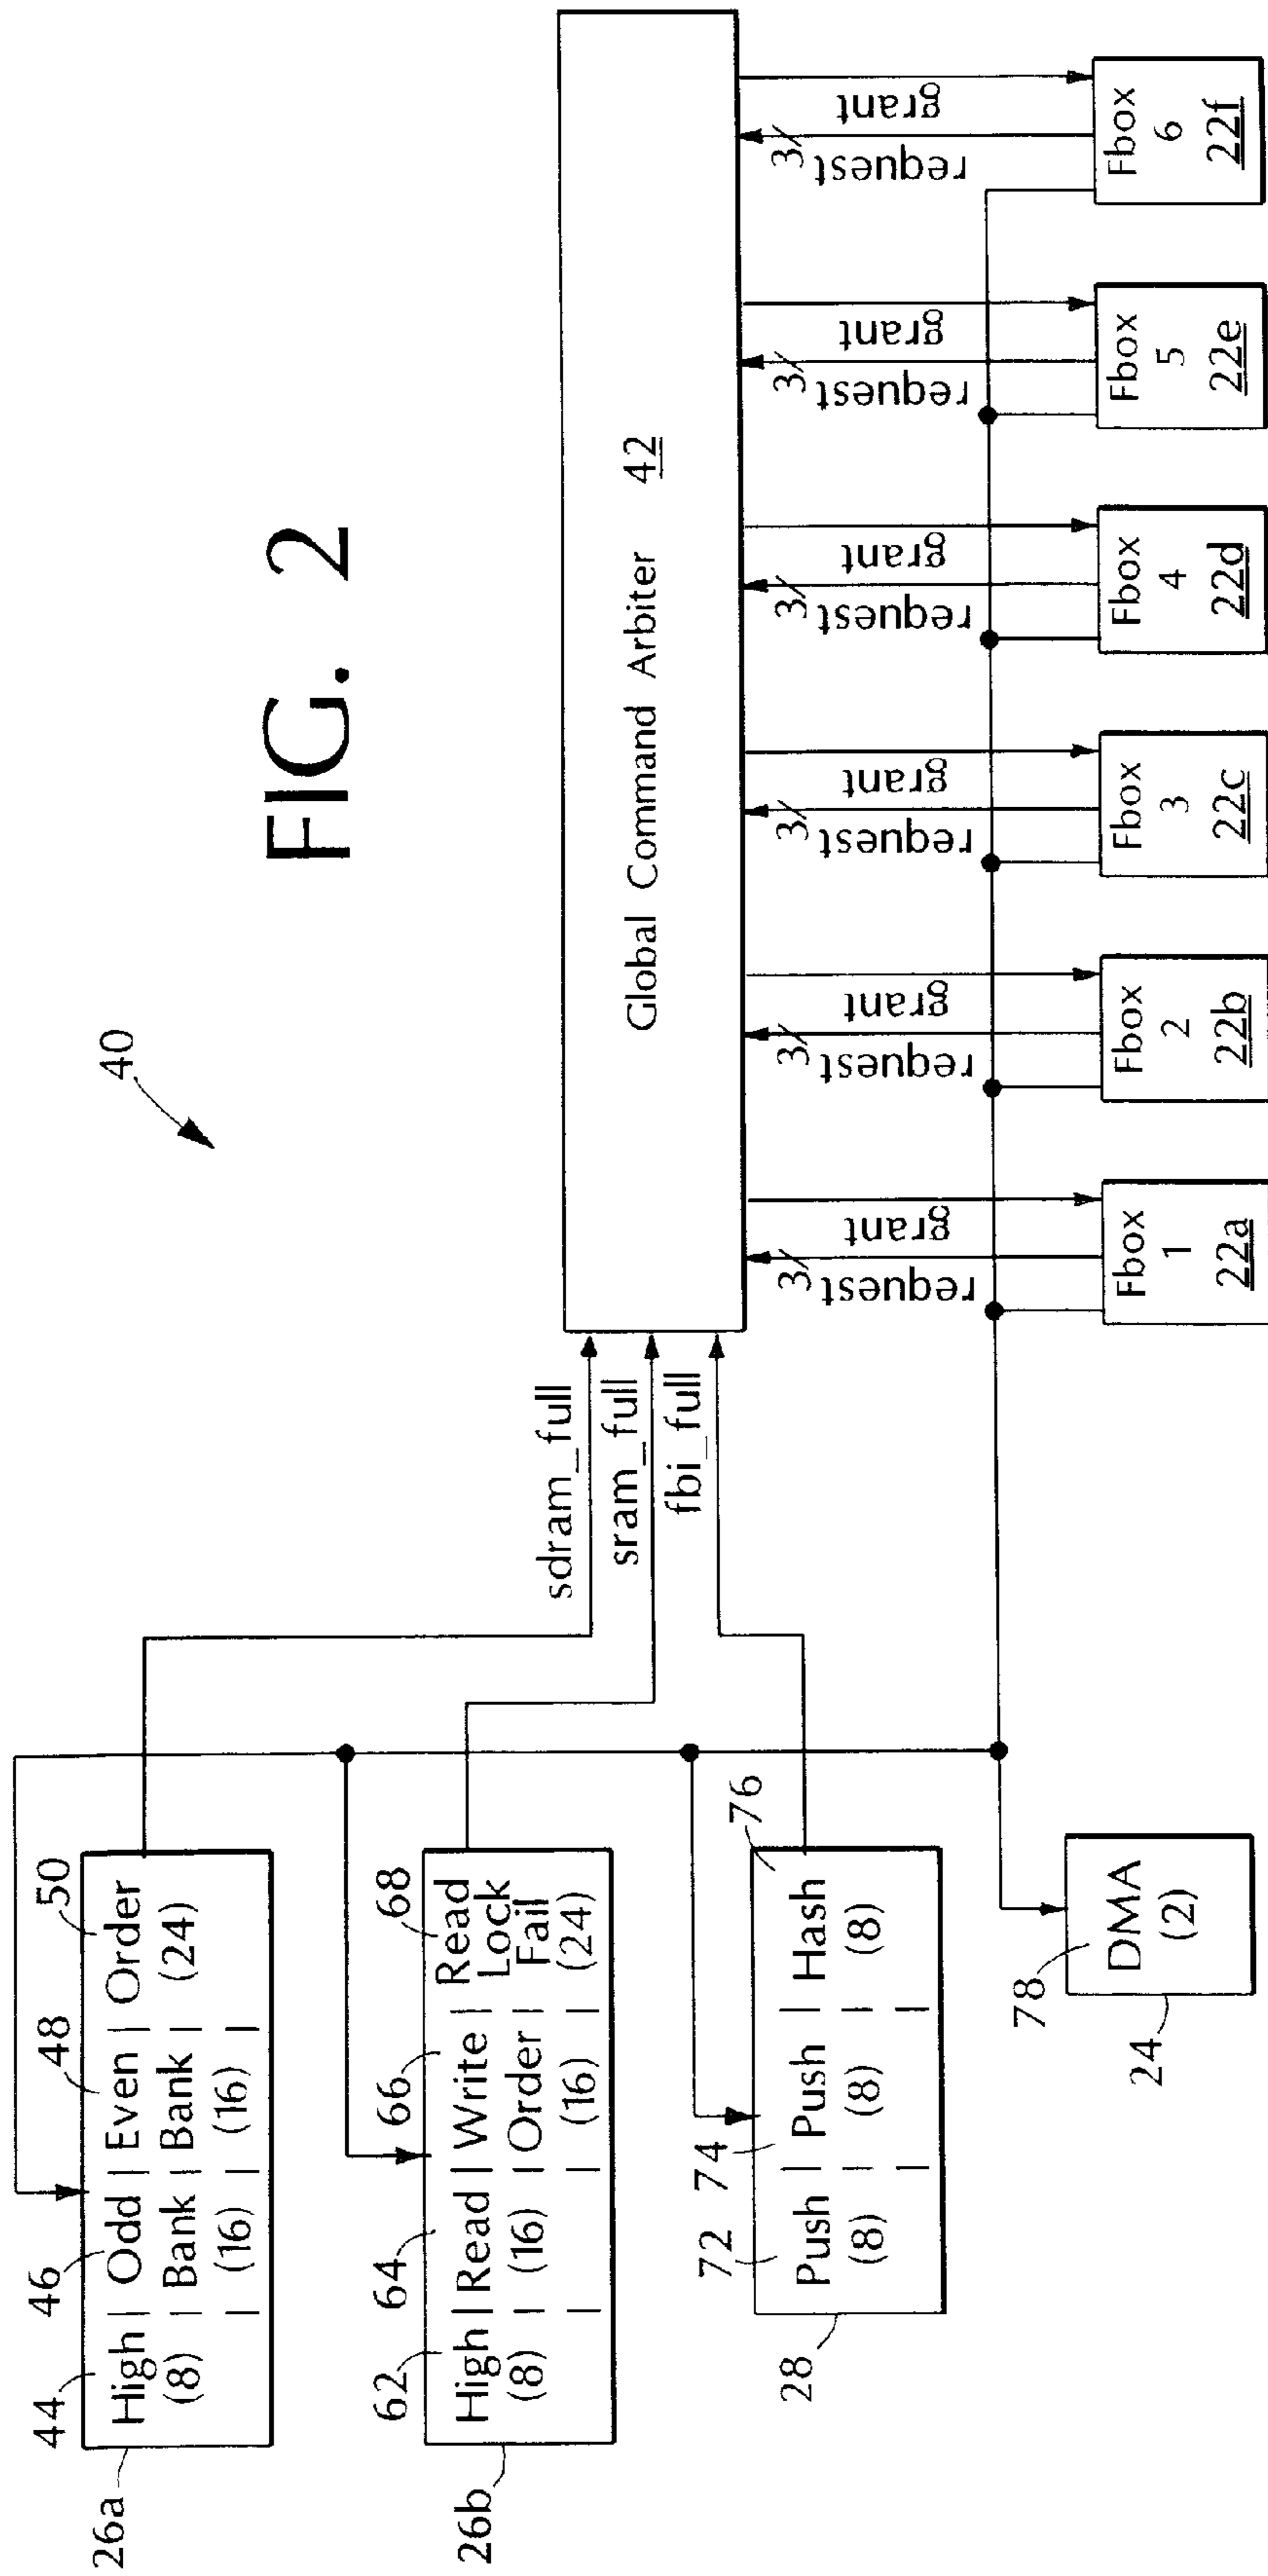 FIG. 2
40
26a
44
46
48
50
High | Odd | Even | Order
(8) | Bank | Bank | (24)
| (16) | (16) |
26b
62
64
66
68
High | Read | Write | Read
(8) | (16) | Order | Lock
| | (16) | Fail
(24)
28
72
74
76
Push | Push | Hash
(8) | (8) | (8)
78
DMA
(2)
24
sdram_full
sram_full
fbi_full
Global Command Arbiter 42
request
3
grant
request
3
grant
request
3
grant
request
3
grant
request
3
grant
request
3
grant
Fbox
1
22a
Fbox
2
22b
Fbox
3
22c
Fbox
4
22d
Fbox
5
22e
Fbox
6
22f